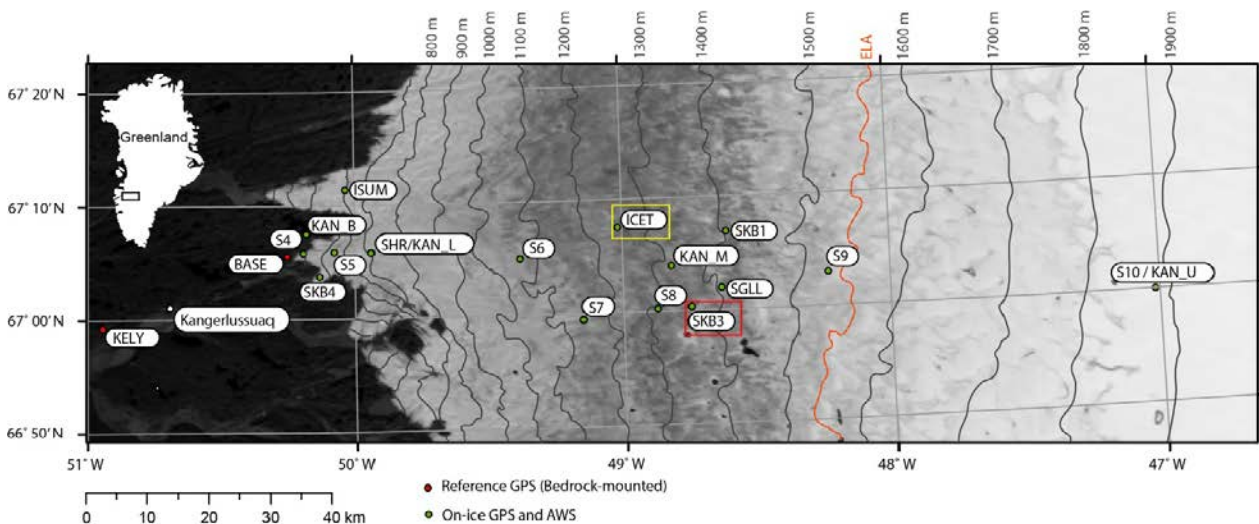 800 m
900 m
1000 m
1100 m
1200 m
1300 m
1400 m
1500 m
ELA
1600 m
1700 m
1800 m
1900 m
67° 20' N
Greenland
67° 10' N
ISUM
KAN_B
S4
SHR/KAN_L
BASE
S5
SKB4
S6
ICET
SKB1
KAN_M
S9
S10 / KAN_U
SGLL
S8
S7
SKB3
67° 00' N
Kangerlussuaq
KELY
66° 50' N
51° W
50° W
49° W
48° W
47° W
Reference GPS (Bedrock-mounted)
0 10 20 30 40 km
On-ice GPS and AWS